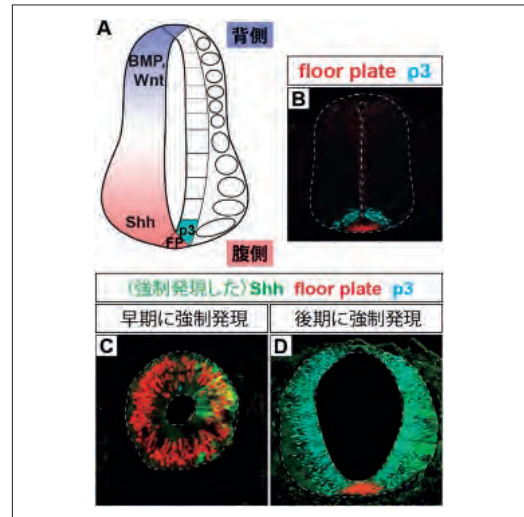 A
背側
BMP,
Wnt
Shh
p3
FP
腹側
floor plate p3
B
(強制発現した)Shh floor plate p3
早期に強制発現 後期に強制発現
C
D